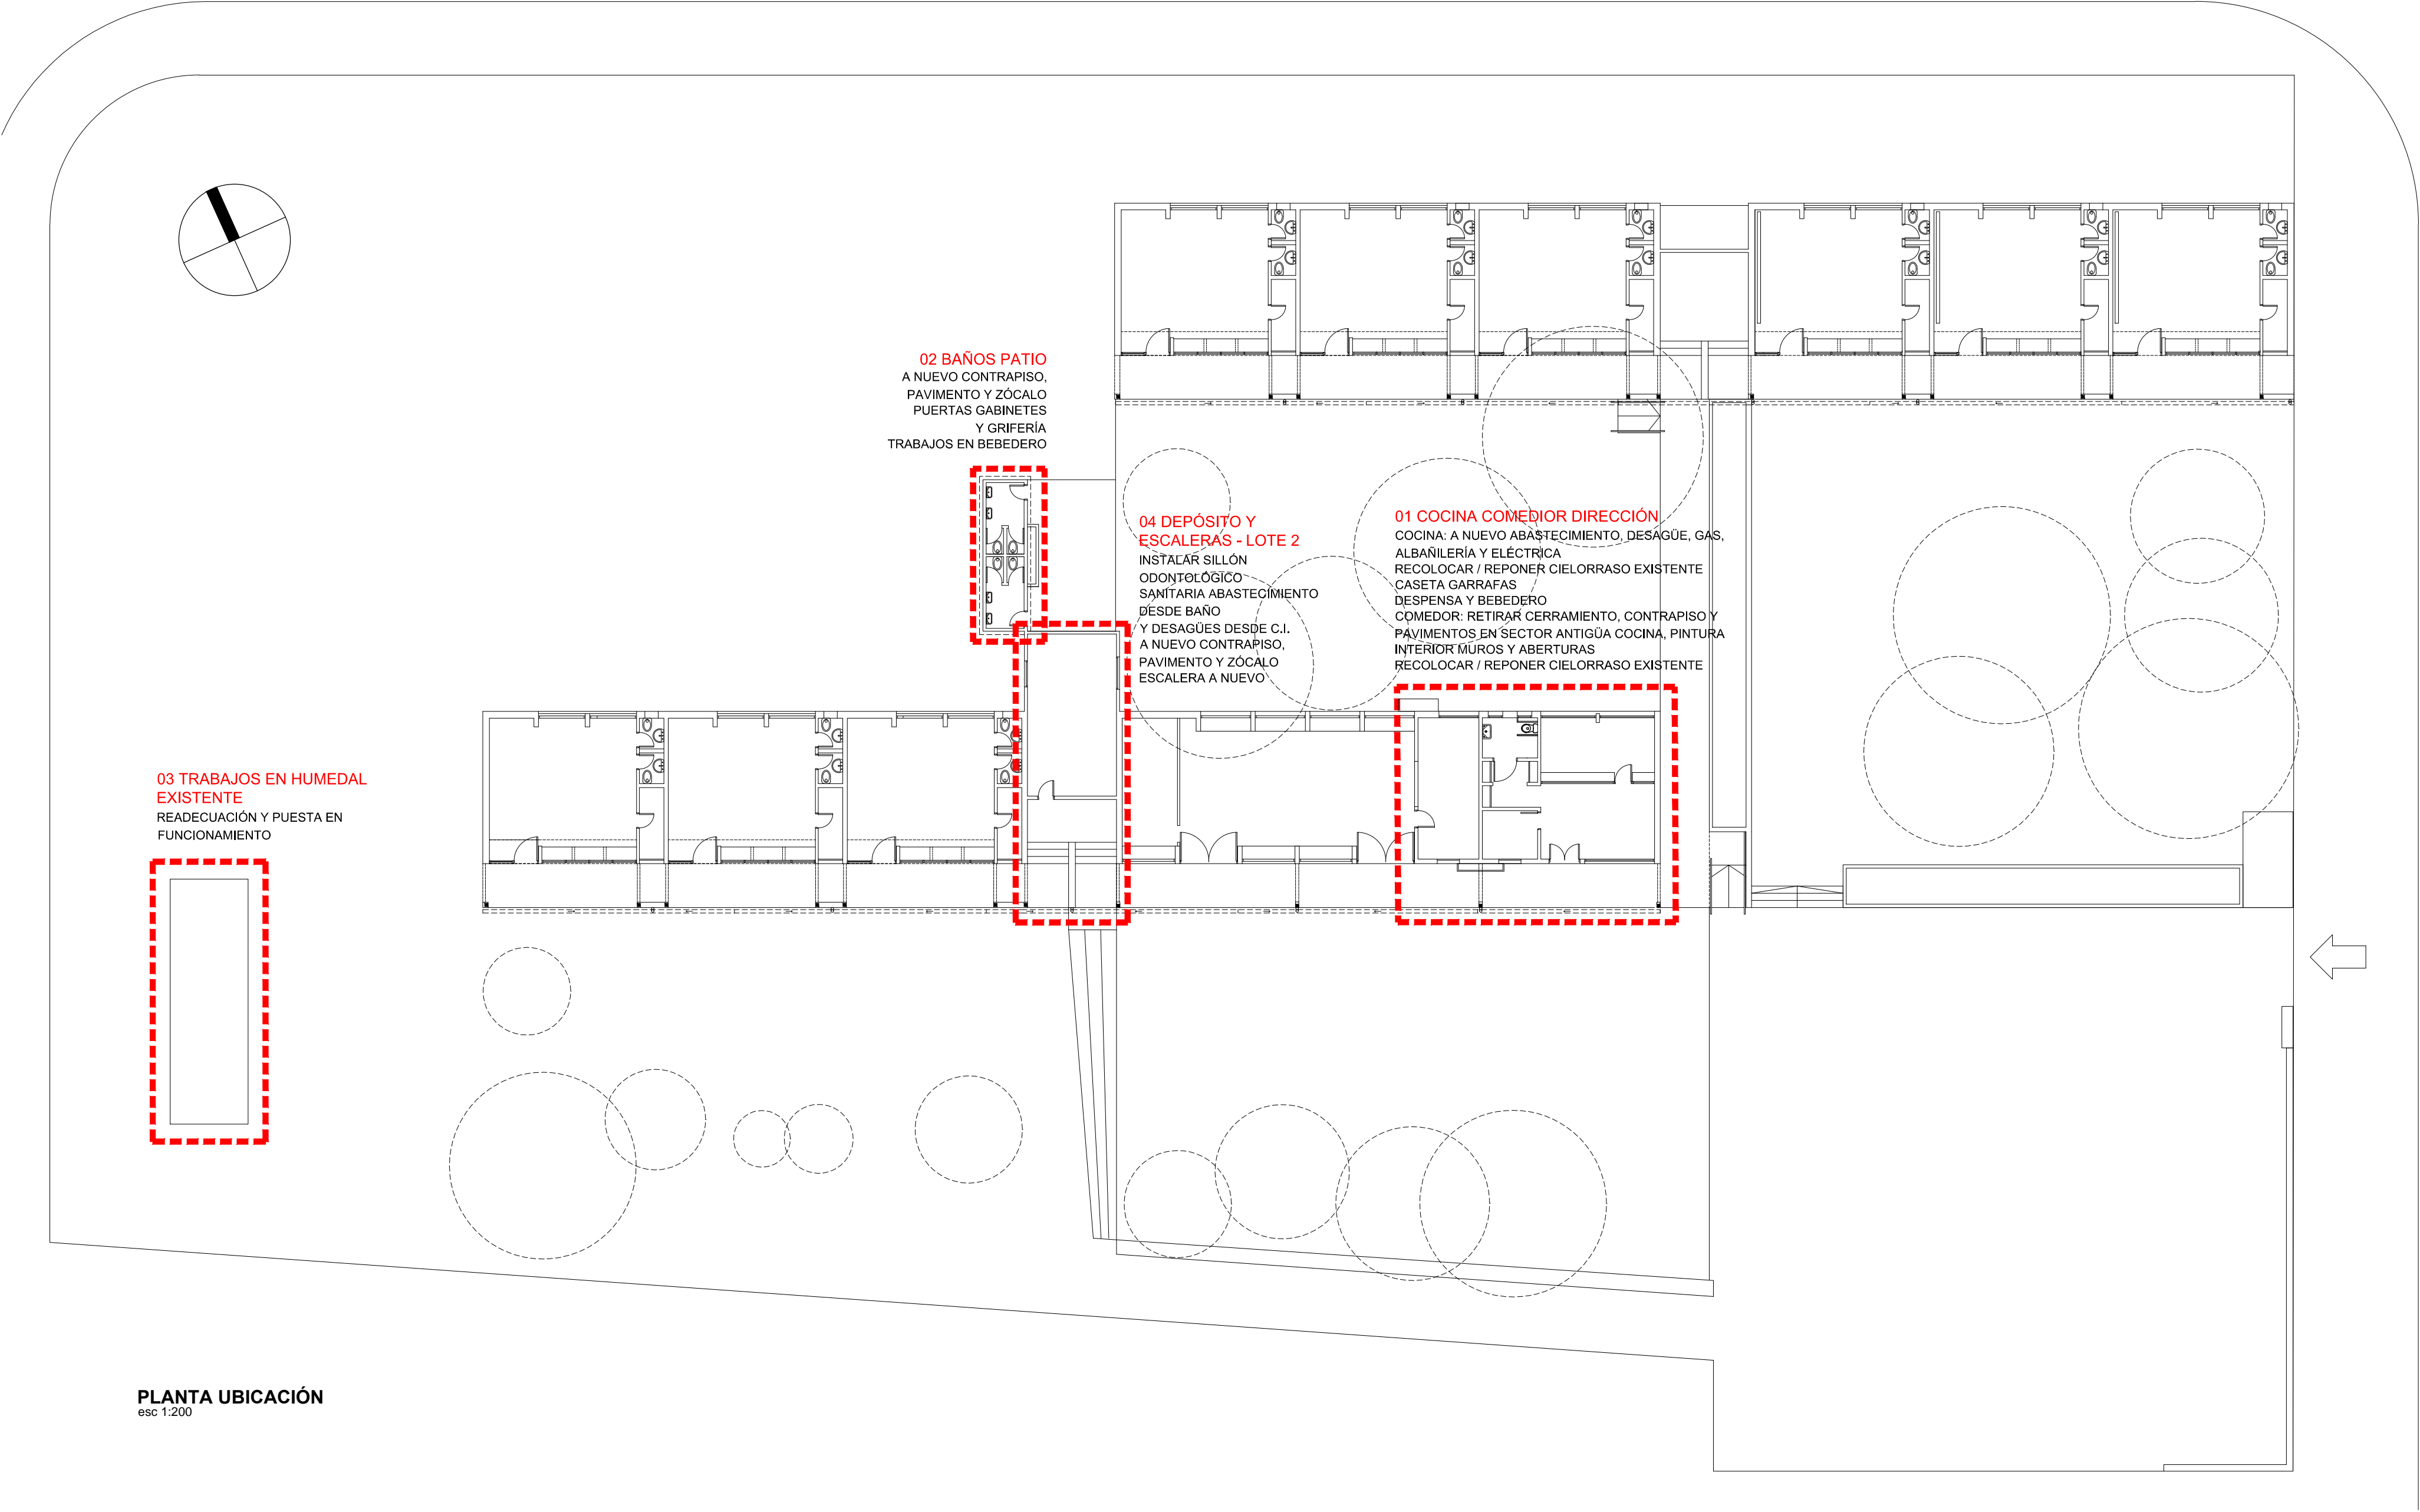 02 BAÑOS PATIO
A NUEVO CONTRAPISO,
PAVIMENTO Y ZÓCALO
PUERTAS GABINETES
Y GRIFERÍA
TRABAJOS EN BEBEDERO
04 DEPÓSITO Y
ESCALERAS - LOTE 2
INSTALAR SILLÓN
ODONTOLÓGICO
SANITARIA ABASTECIMIENTO
DESDE BAÑO
Y DESAGÜES DESDE C.I.
A NUEVO CONTRAPISO,
PAVIMENTO Y ZÓCALO
ESCALERA A NUEVO
01 COCINA COMEDIOR DIRECCIÓN
COCINA: A NUEVO ABASTECIMIENTO, DESAGÜE, GAS,
ALBAÑILERÍA Y ELÉCTRICA
RECOLOCAR / REPONER CIELORRASO EXISTENTE
CASETA GARRAFAS
DESPENSA Y BEBEDERO
COMEDOR: RETIRAR CERRAMIENTO, CONTRAPISO Y
PAVIMENTOS EN SECTOR ANTIGÜA COCINA, PINTURA
INTERIOR MUROS Y ABERTURAS
RECOLOCAR / REPONER CIELORRASO EXISTENTE
03 TRABAJOS EN HUMEDAL
EXISTENTE
READECUACIÓN Y PUESTA EN
FUNCIONAMIENTO
PLANTA UBICACIÓN
esc 1:200